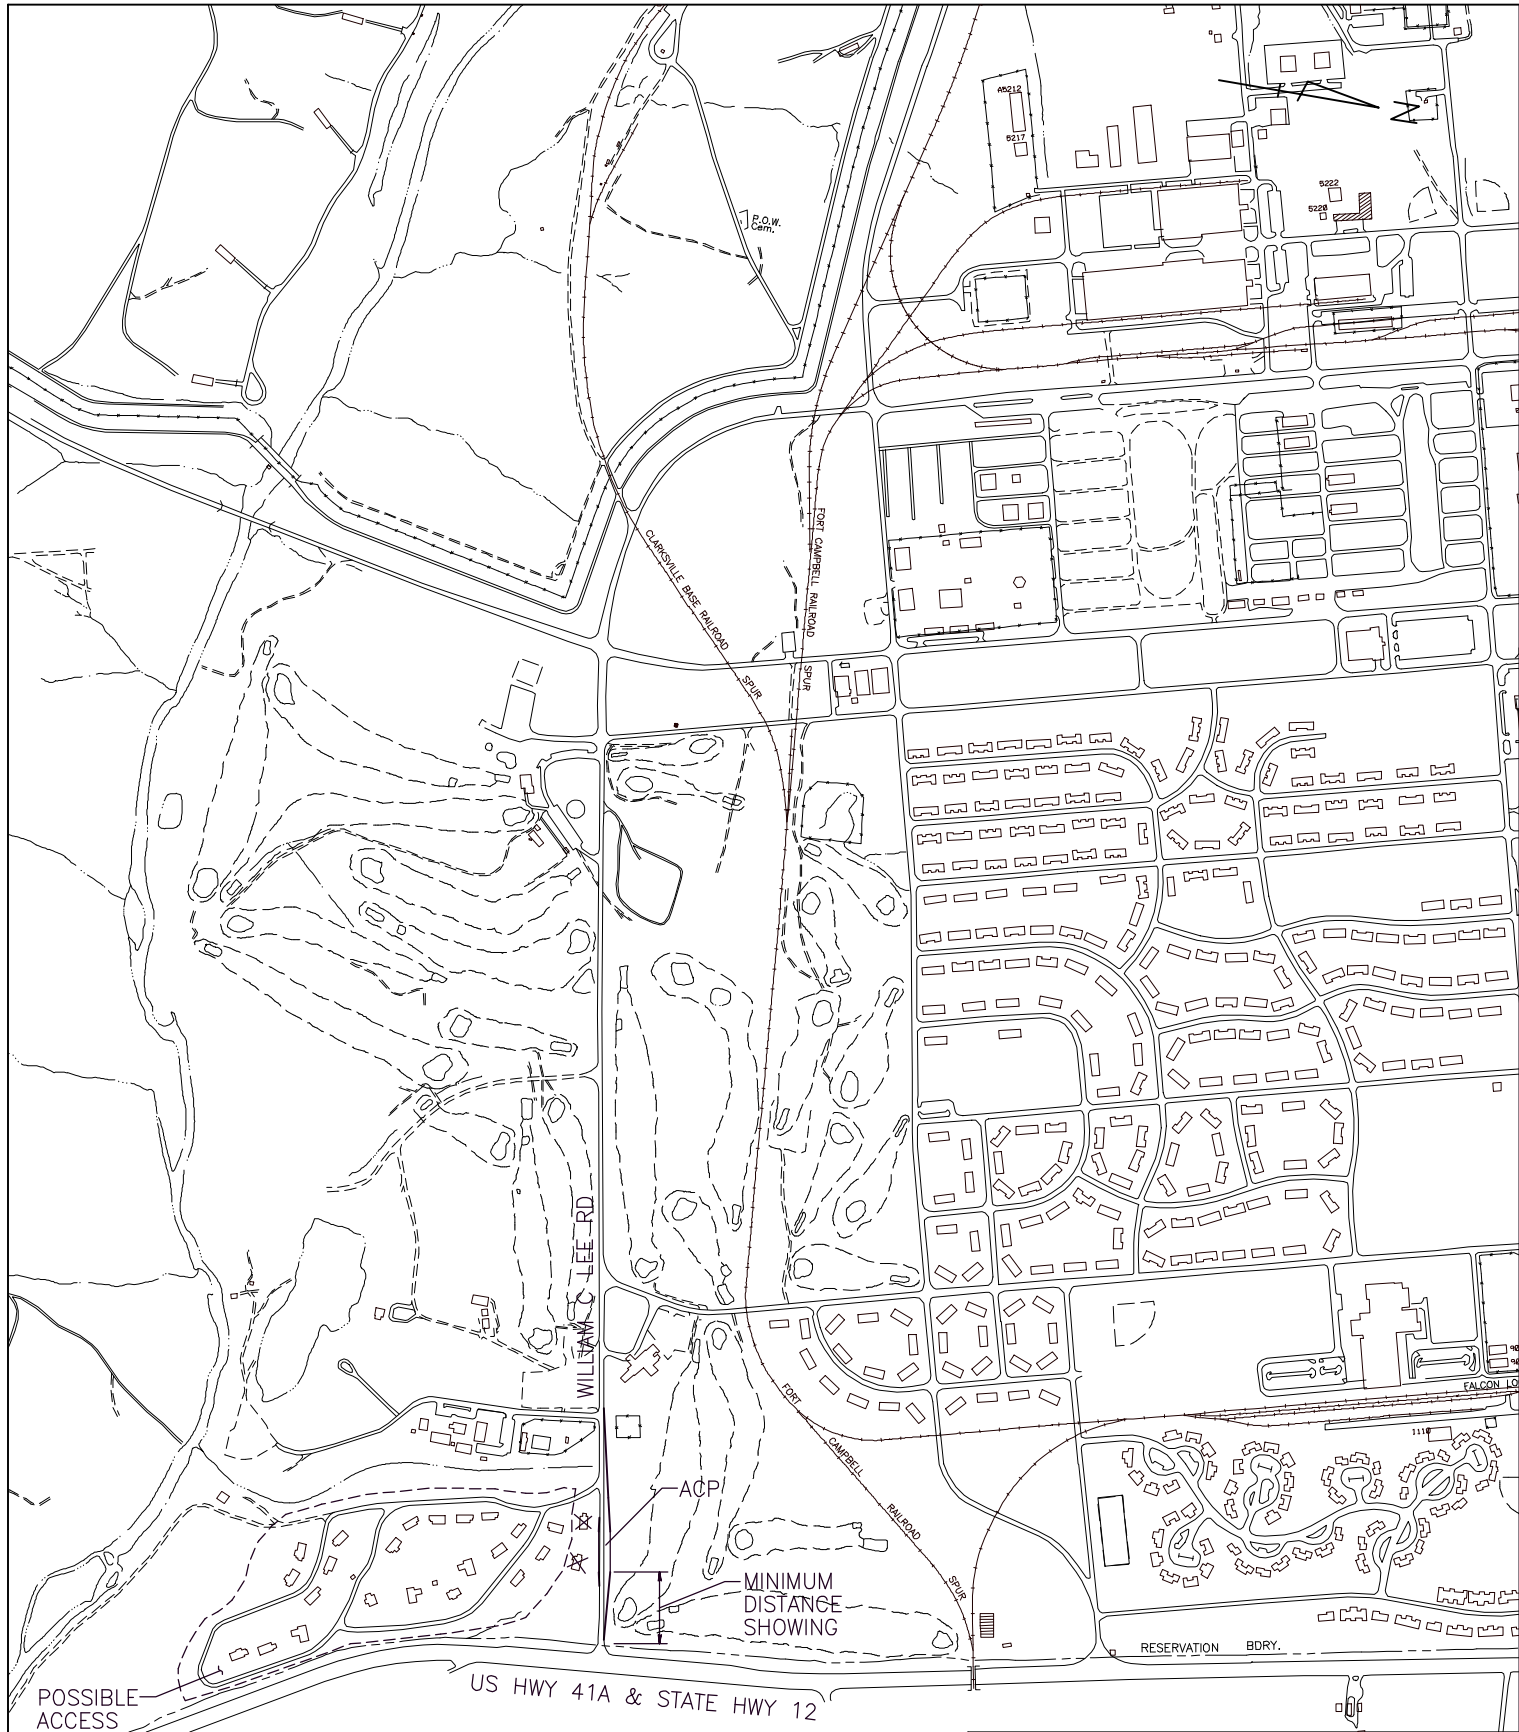 A5212
5217
N
5222
5220
P.O.W.
Cem.
CLARKSVILLE BASE RAILROAD
SPUR
FORT CAMPBELL RAILROAD
SPUR
WILLIAM C LEE RD
FORT
CAMPBELL
RAILROAD
SPUR
FALCON LO
1110
ACP
MINIMUM
DISTANCE
SHOWING
RESERVATION BDRY.
POSSIBLE
ACCESS
US HWY 41A & STATE HWY 12